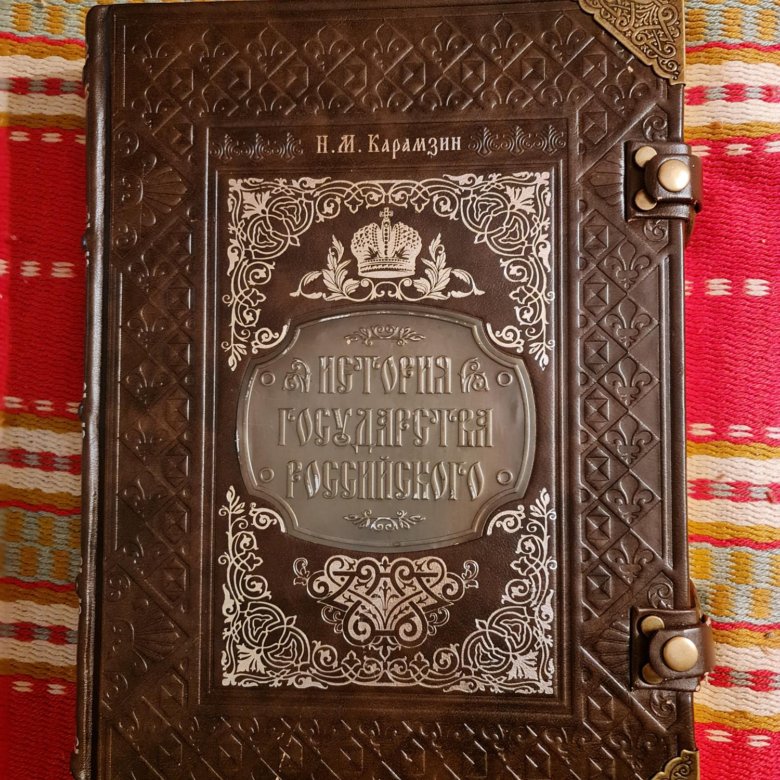 Н.М. Карамзин
История
Государства
Российского